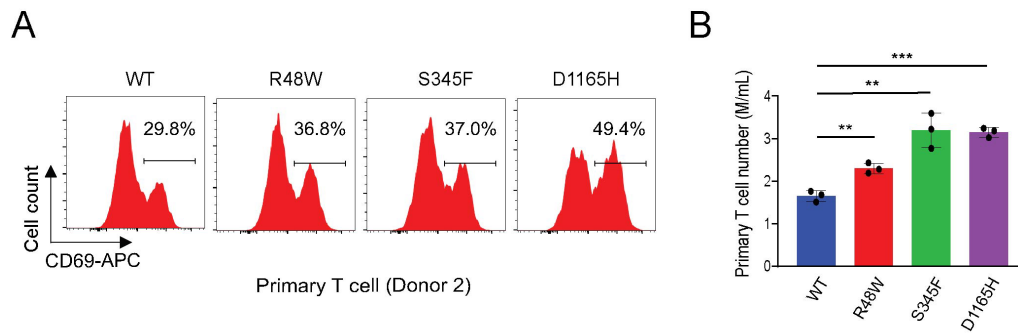 A
WT
R48W
S345F
D1165H
29.8%
36.8%
37.0%
49.4%
Cell count
CD69-APC
Primary T cell (Donor 2)
B
***
**
**
Primary T cell number (M/mL)
4
3
2
1
0
WT
R48W
S345F
D1165H